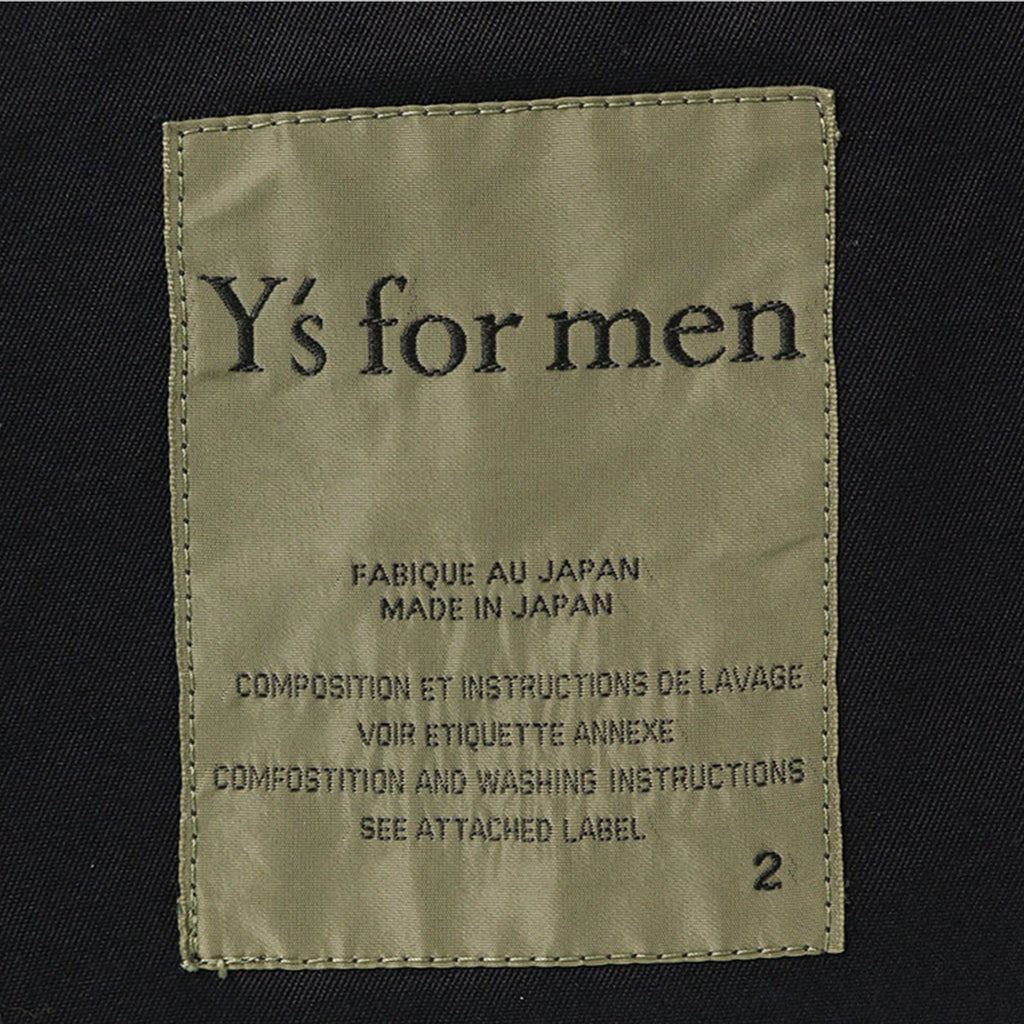 Y's for men
FABIQUE AU JAPAN
MADE IN JAPAN
COMPOSITION ET INSTRUCTIONS DE LAVAGE
VOIR ETIQUETTE ANNEXE
COMFOSTITION AND WASHING INSTRUCTIONS
SEE ATTACHED LABEL
2